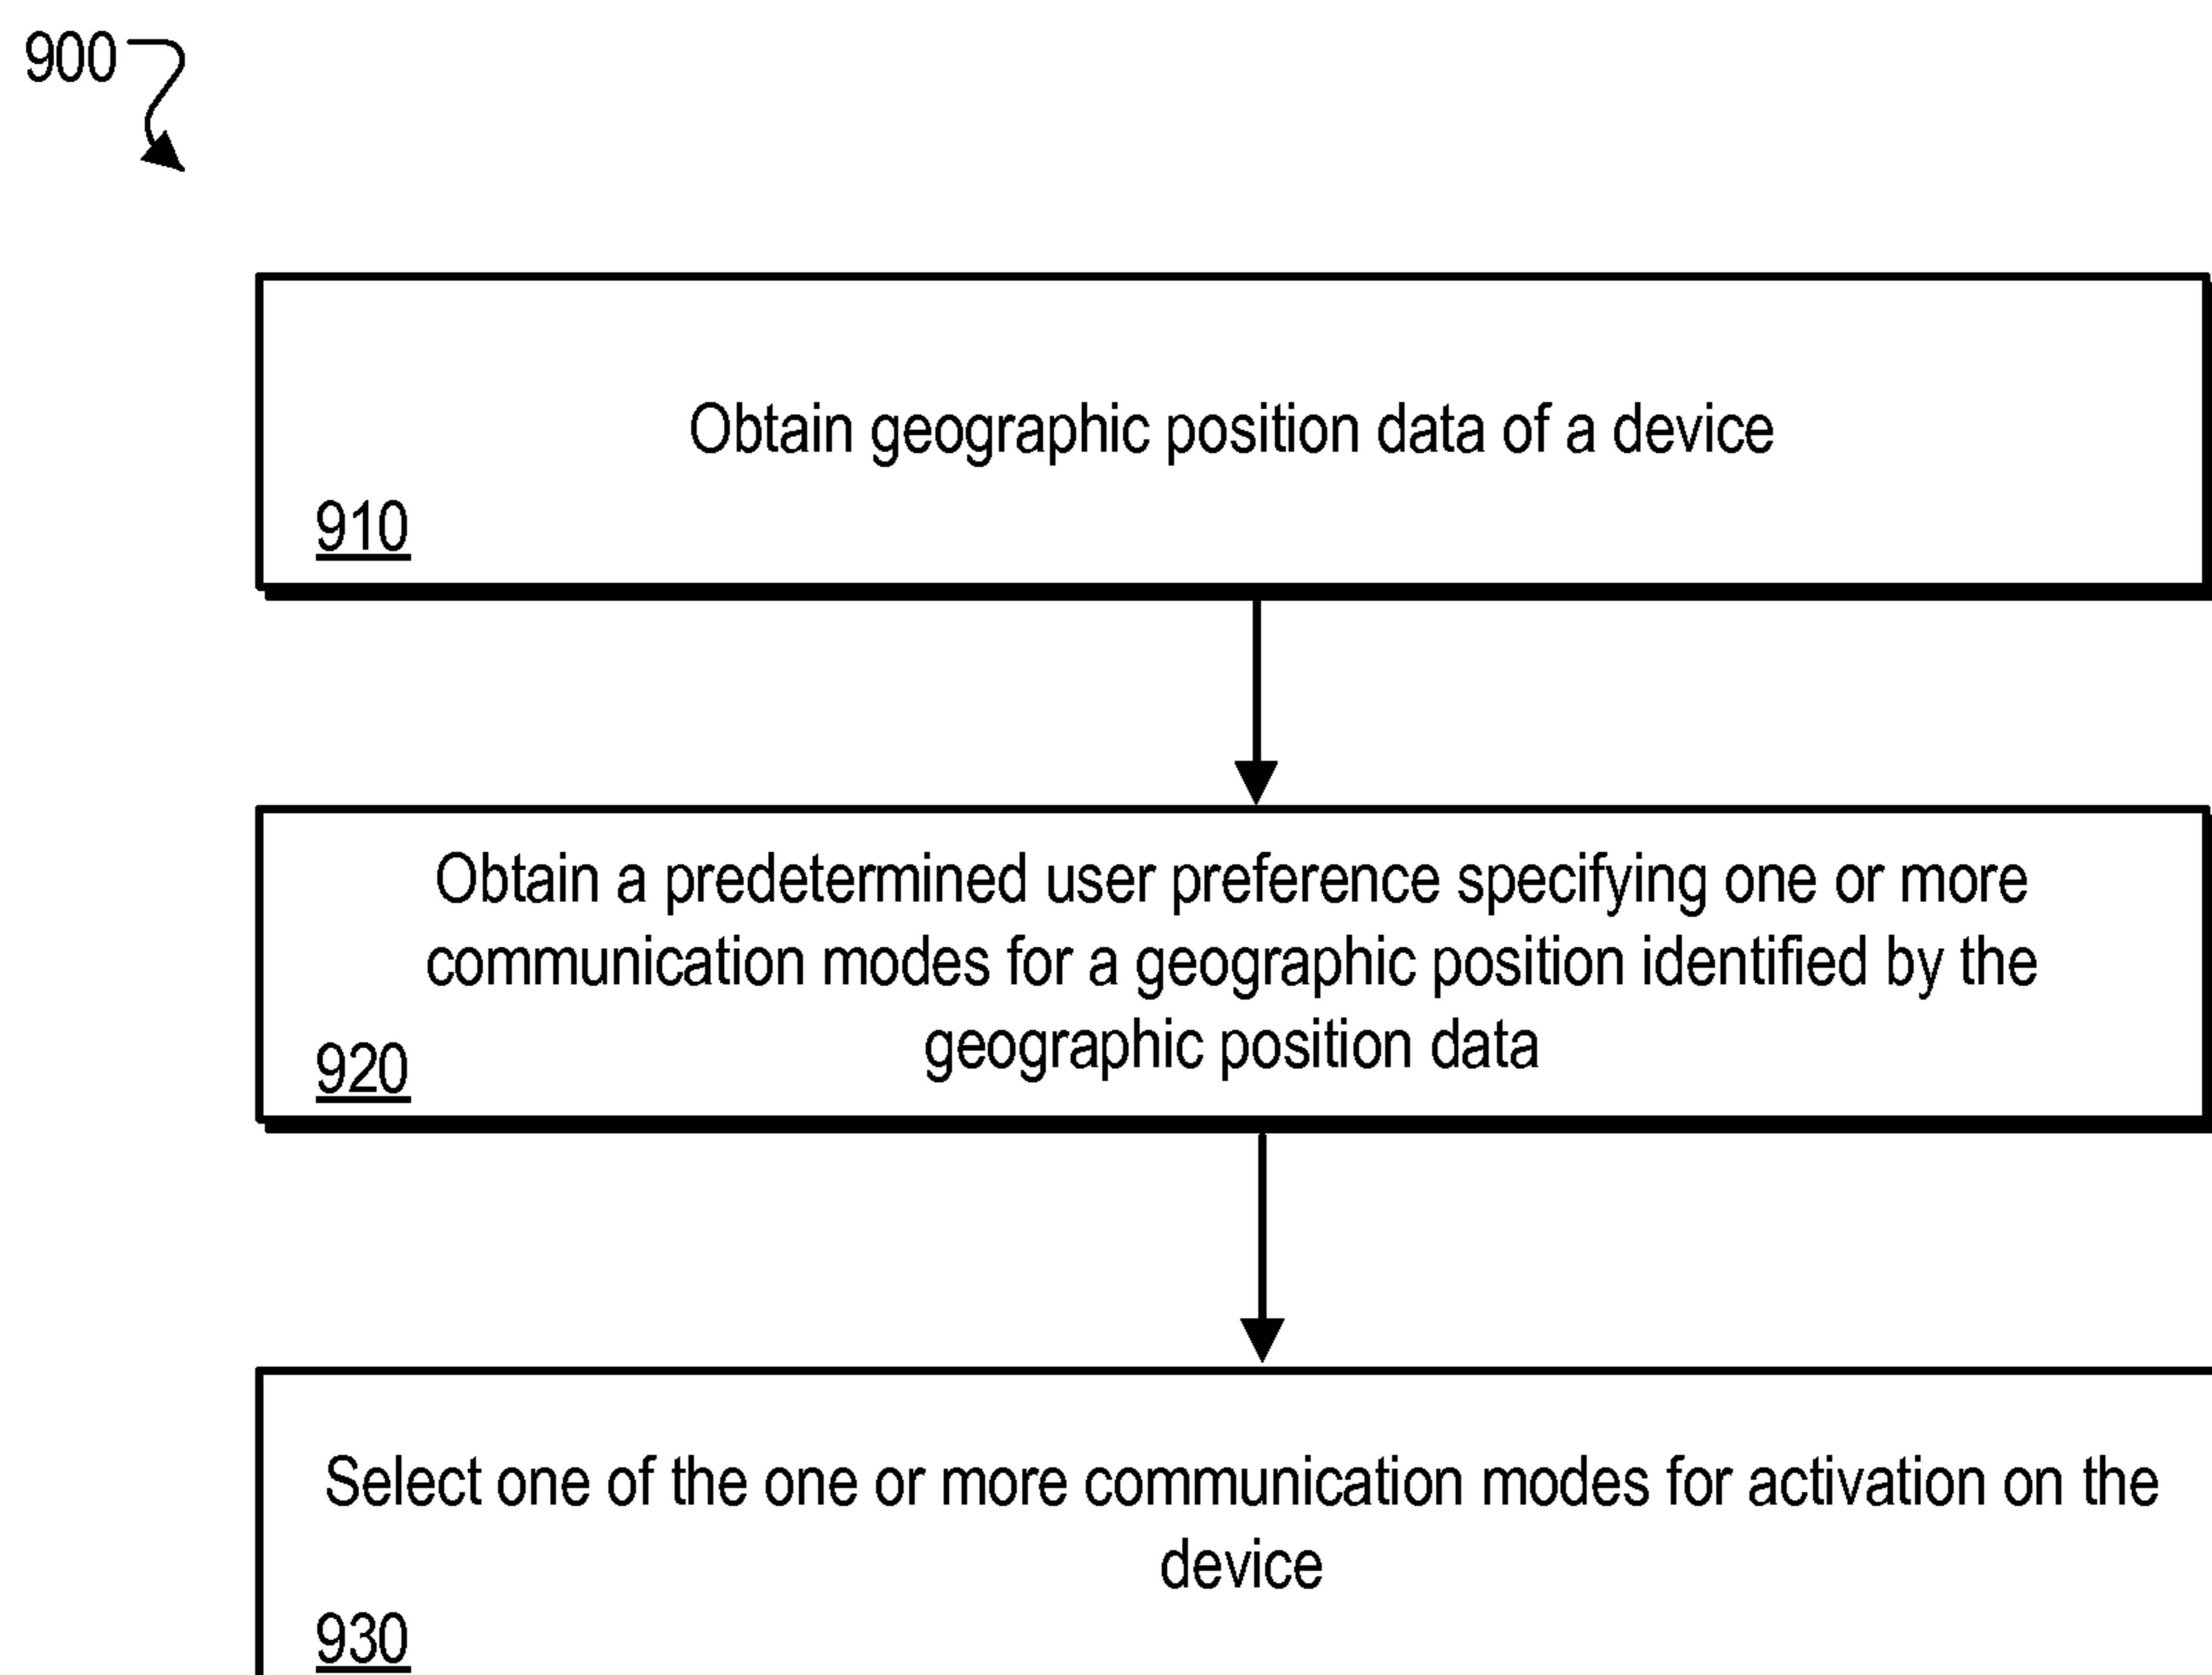 900
Obtain geographic position data of a device
910
Obtain a predetermined user preference specifying one or more
communication modes for a geographic position identified by the
geographic position data
920
Select one of the one or more communication modes for activation on the
device
930